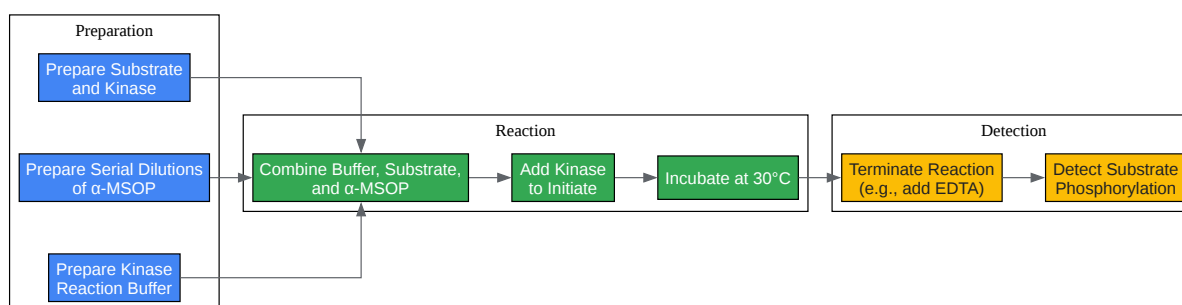 Preparation
Prepare Substrate
and Kinase
Prepare Serial Dilutions
of α-MSOP
Prepare Kinase
Reaction Buffer
Reaction
Combine Buffer, Substrate,
and α-MSOP
Add Kinase
to Initiate
Incubate at 30°C
Detection
Terminate Reaction
(e.g., add EDTA)
Detect Substrate
Phosphorylation